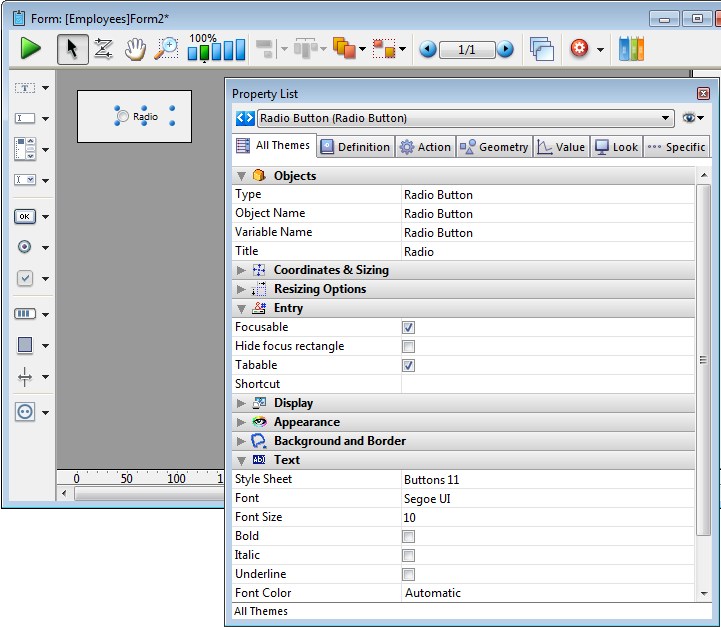 Form: [Employees]Form2*
100%
1/1
Radio
Property List
Radio Button (Radio Button)
All Themes Definition Action Geometry Value Look Specific
Objects
Type Radio Button
Object Name Radio Button
Variable Name Radio Button
Title Radio
Coordinates & Sizing
Resizing Options
Entry
Focusable
Hide focus rectangle
Tabable
Shortcut
Display
Appearance
Background and Border
Text
Style Sheet Buttons 11
Font Segoe UI
Font Size 10
Bold
Italic
Underline
Font Color Automatic
All Themes
OK
0 50 100 1